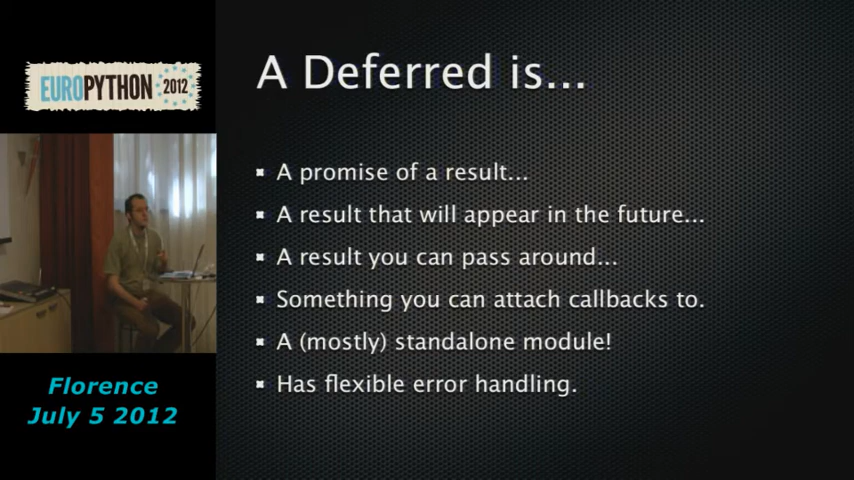 EUROPYTHON 2012
A Deferred is...
A promise of a result...
A result that will appear in the future...
A result you can pass around...
Something you can attach callbacks to.
A (mostly) standalone module!
Has flexible error handling.
Florence
July 5 2012